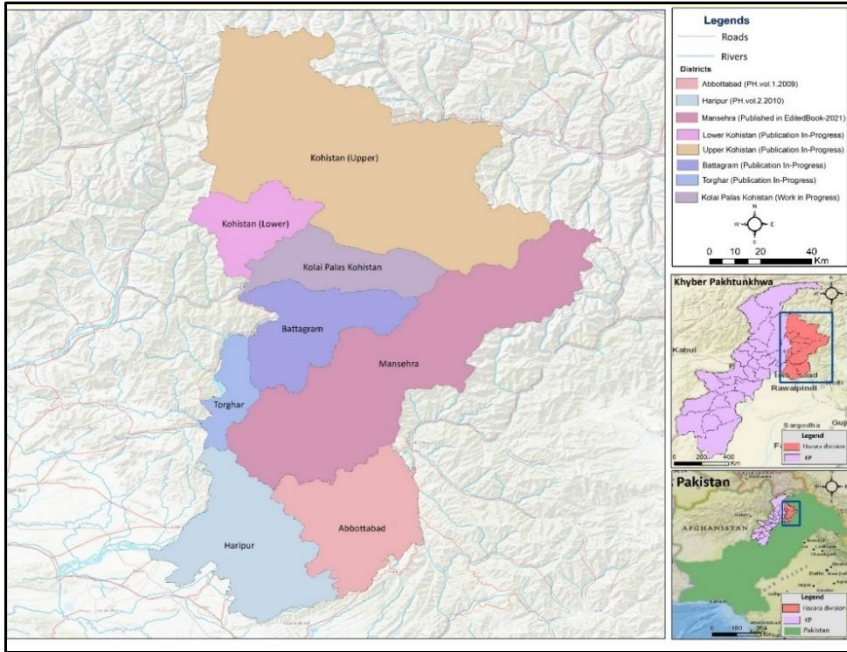 Kohistan (Upper)
Kohistan (Lower)
Kolai Palas Kohistan
Battagram
Mansehra
Torghar
Haripur
Abbottabad
Legends
Roads
Rivers
Districts
Abbottabad (PH.vol.1.2009)
Haripur (PH.vol.2.2010)
Mansehra (Published in EditedBook-2021)
Lower Kohistan (Publication In-Progress)
Upper Kohistan (Publication In-Progress)
Battagram (Publication In-Progress)
Torghar (Publication In-Progress)
Kolai Palas Kohistan (Work in Progress)
N
W E
S
0 10 20 40
Km
Khyber Pakhtunkhwa
Kabul
Rawalpindi
Sargodha
Legend
Hazara division
KP
0 200 400
Km
Pakistan
AFGHANISTAN
Legend
Hazara division
KP
Pakistan